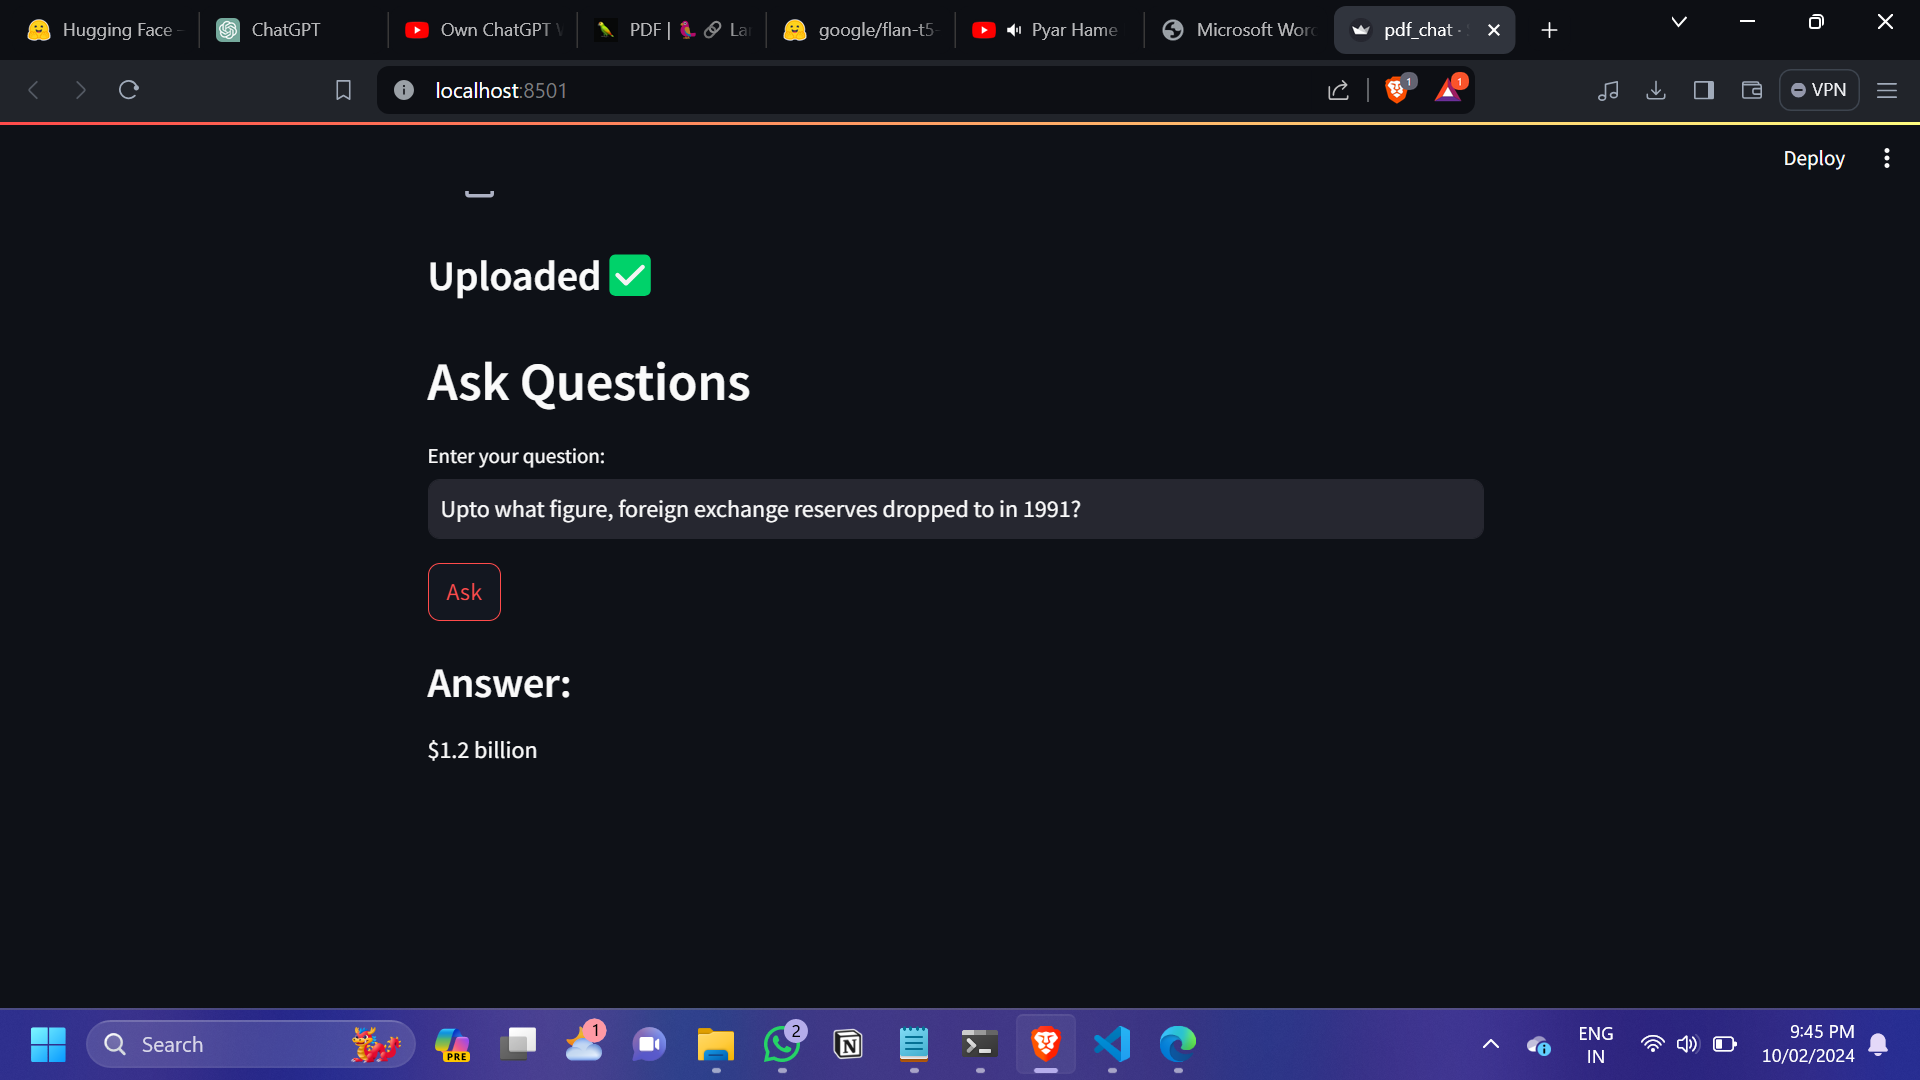 Hugging Face -
ChatGPT
Own ChatGPT
PDF |
google/flan-t5-
Pyar Hame
Microsoft Word
pdf_chat ·
localhost:8501
1
1
VPN
Deploy
Uploaded ✅
Ask Questions
Enter your question:
Upto what figure, foreign exchange reserves dropped to in 1991?
Ask
Answer:
$1.2 billion
Search
PRE
1
2
ENG
IN
9:45 PM
10/02/2024